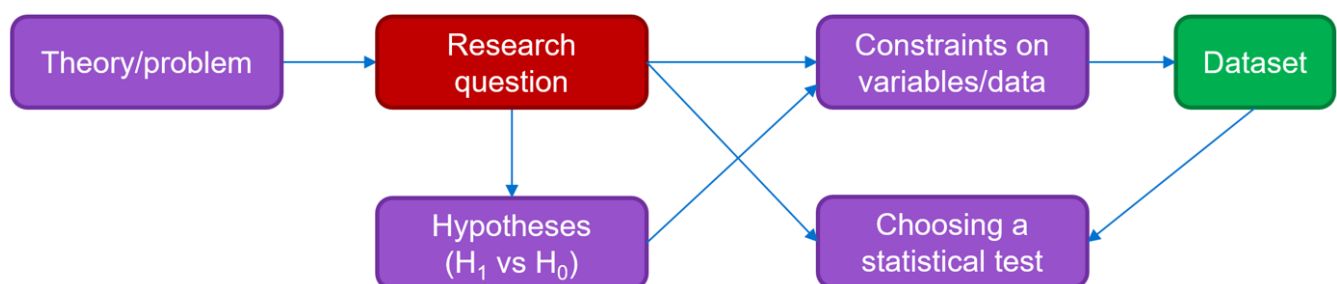 Theory/problem
Research
question
Constraints on
variables/data
Dataset
Hypotheses
(H₁ vs H₀)
Choosing a
statistical test